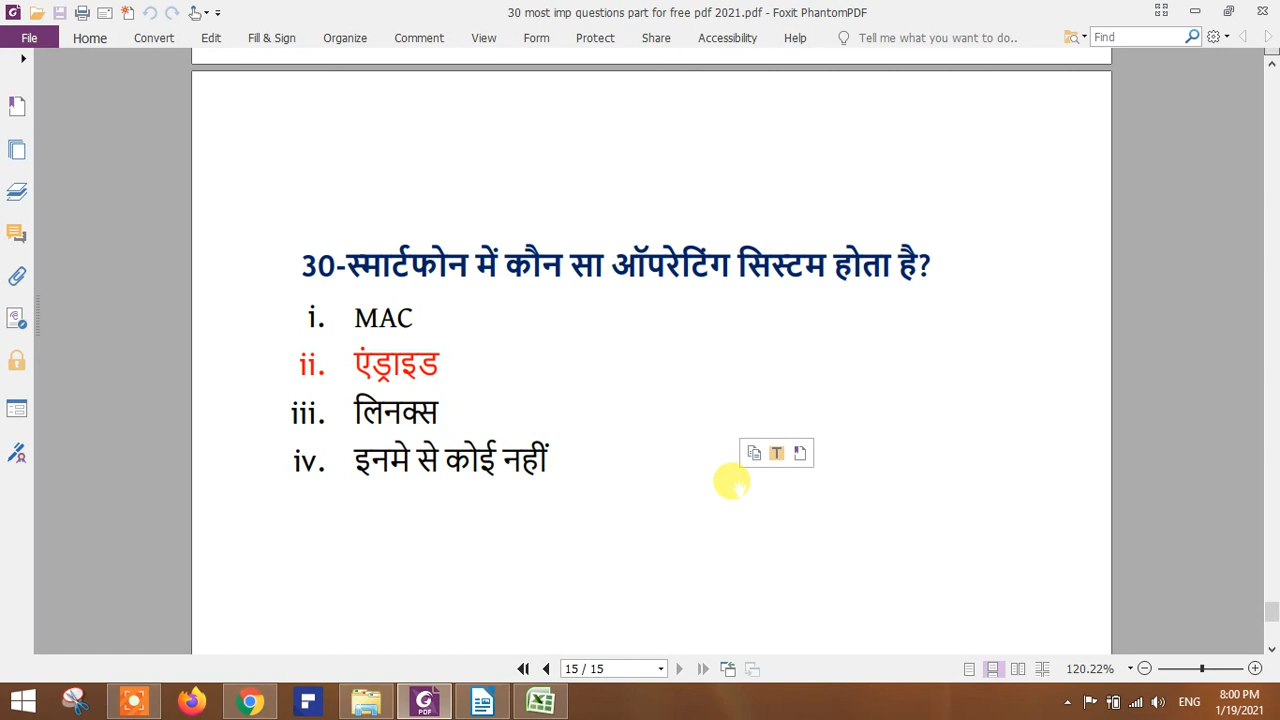 30 most imp questions part for free pdf 2021.pdf - Foxit PhantomPDF
File Home Convert Edit Fill & Sign Organize Comment View Form Protect Share Accessibility Help Tell me what you want to do.. Find
30-स्मार्टफोन में कौन सा ऑपरेटिंग सिस्टम होता है?
i. MAC
ii. एंड्राइड
iii. लिनक्स
iv. इनमे से कोई नहीं
15 / 15 120.22%
ENG 8:00 PM
1/19/2021